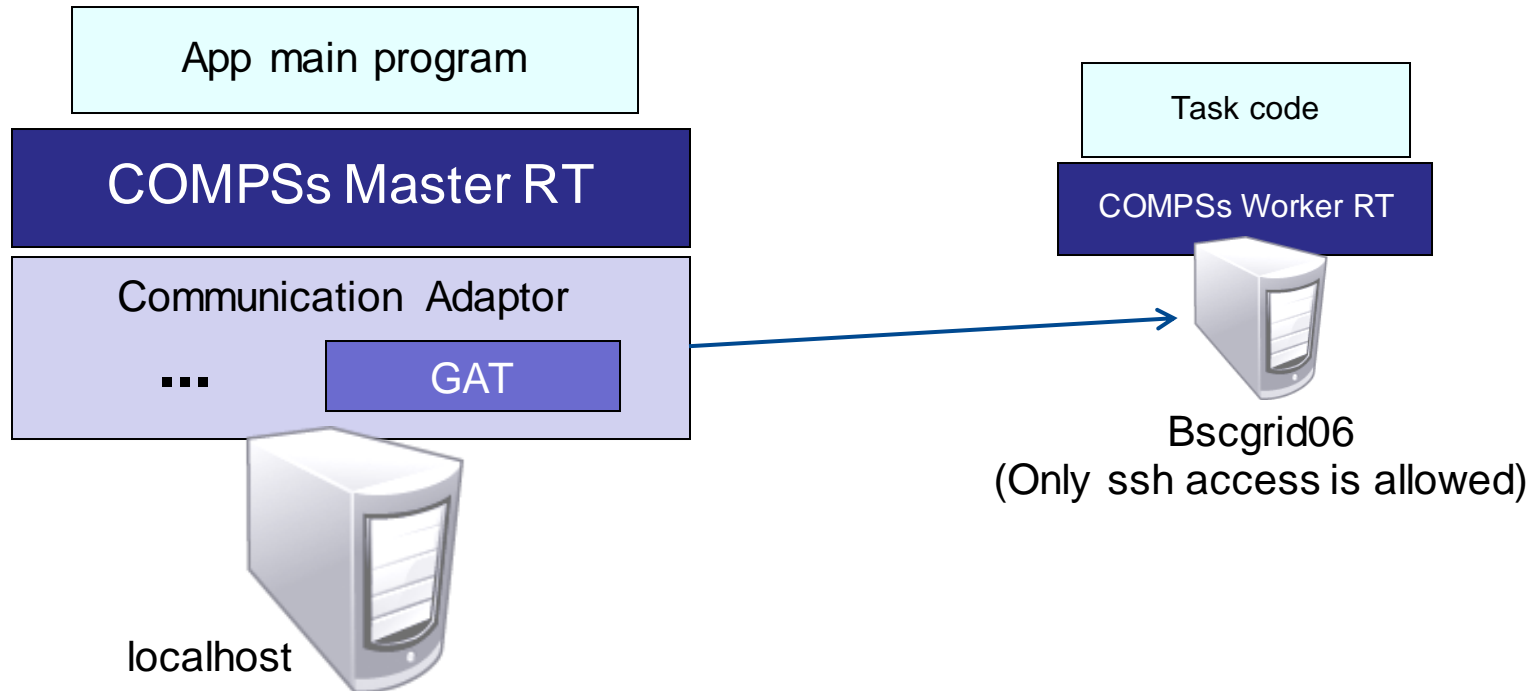 App main program
COMPSs Master RT
Communication Adaptor
... GAT
localhost
Task code
COMPSs Worker RT
Bscgrid06
(Only ssh access is allowed)